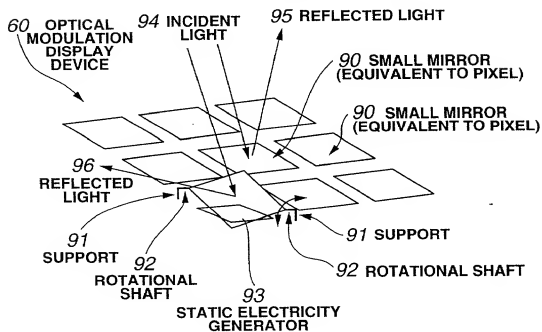 60 OPTICAL
MODULATION
DISPLAY
DEVICE
94 INCIDENT
LIGHT
95 REFLECTED LIGHT
90 SMALL MIRROR
(EQUIVALENT TO PIXEL)
90 SMALL MIRROR
(EQUIVALENT TO PIXEL)
96
REFLECTED
LIGHT
91
SUPPORT
92
ROTATIONAL
SHAFT
93
STATIC ELECTRICITY
GENERATOR
91 SUPPORT
92 ROTATIONAL SHAFT